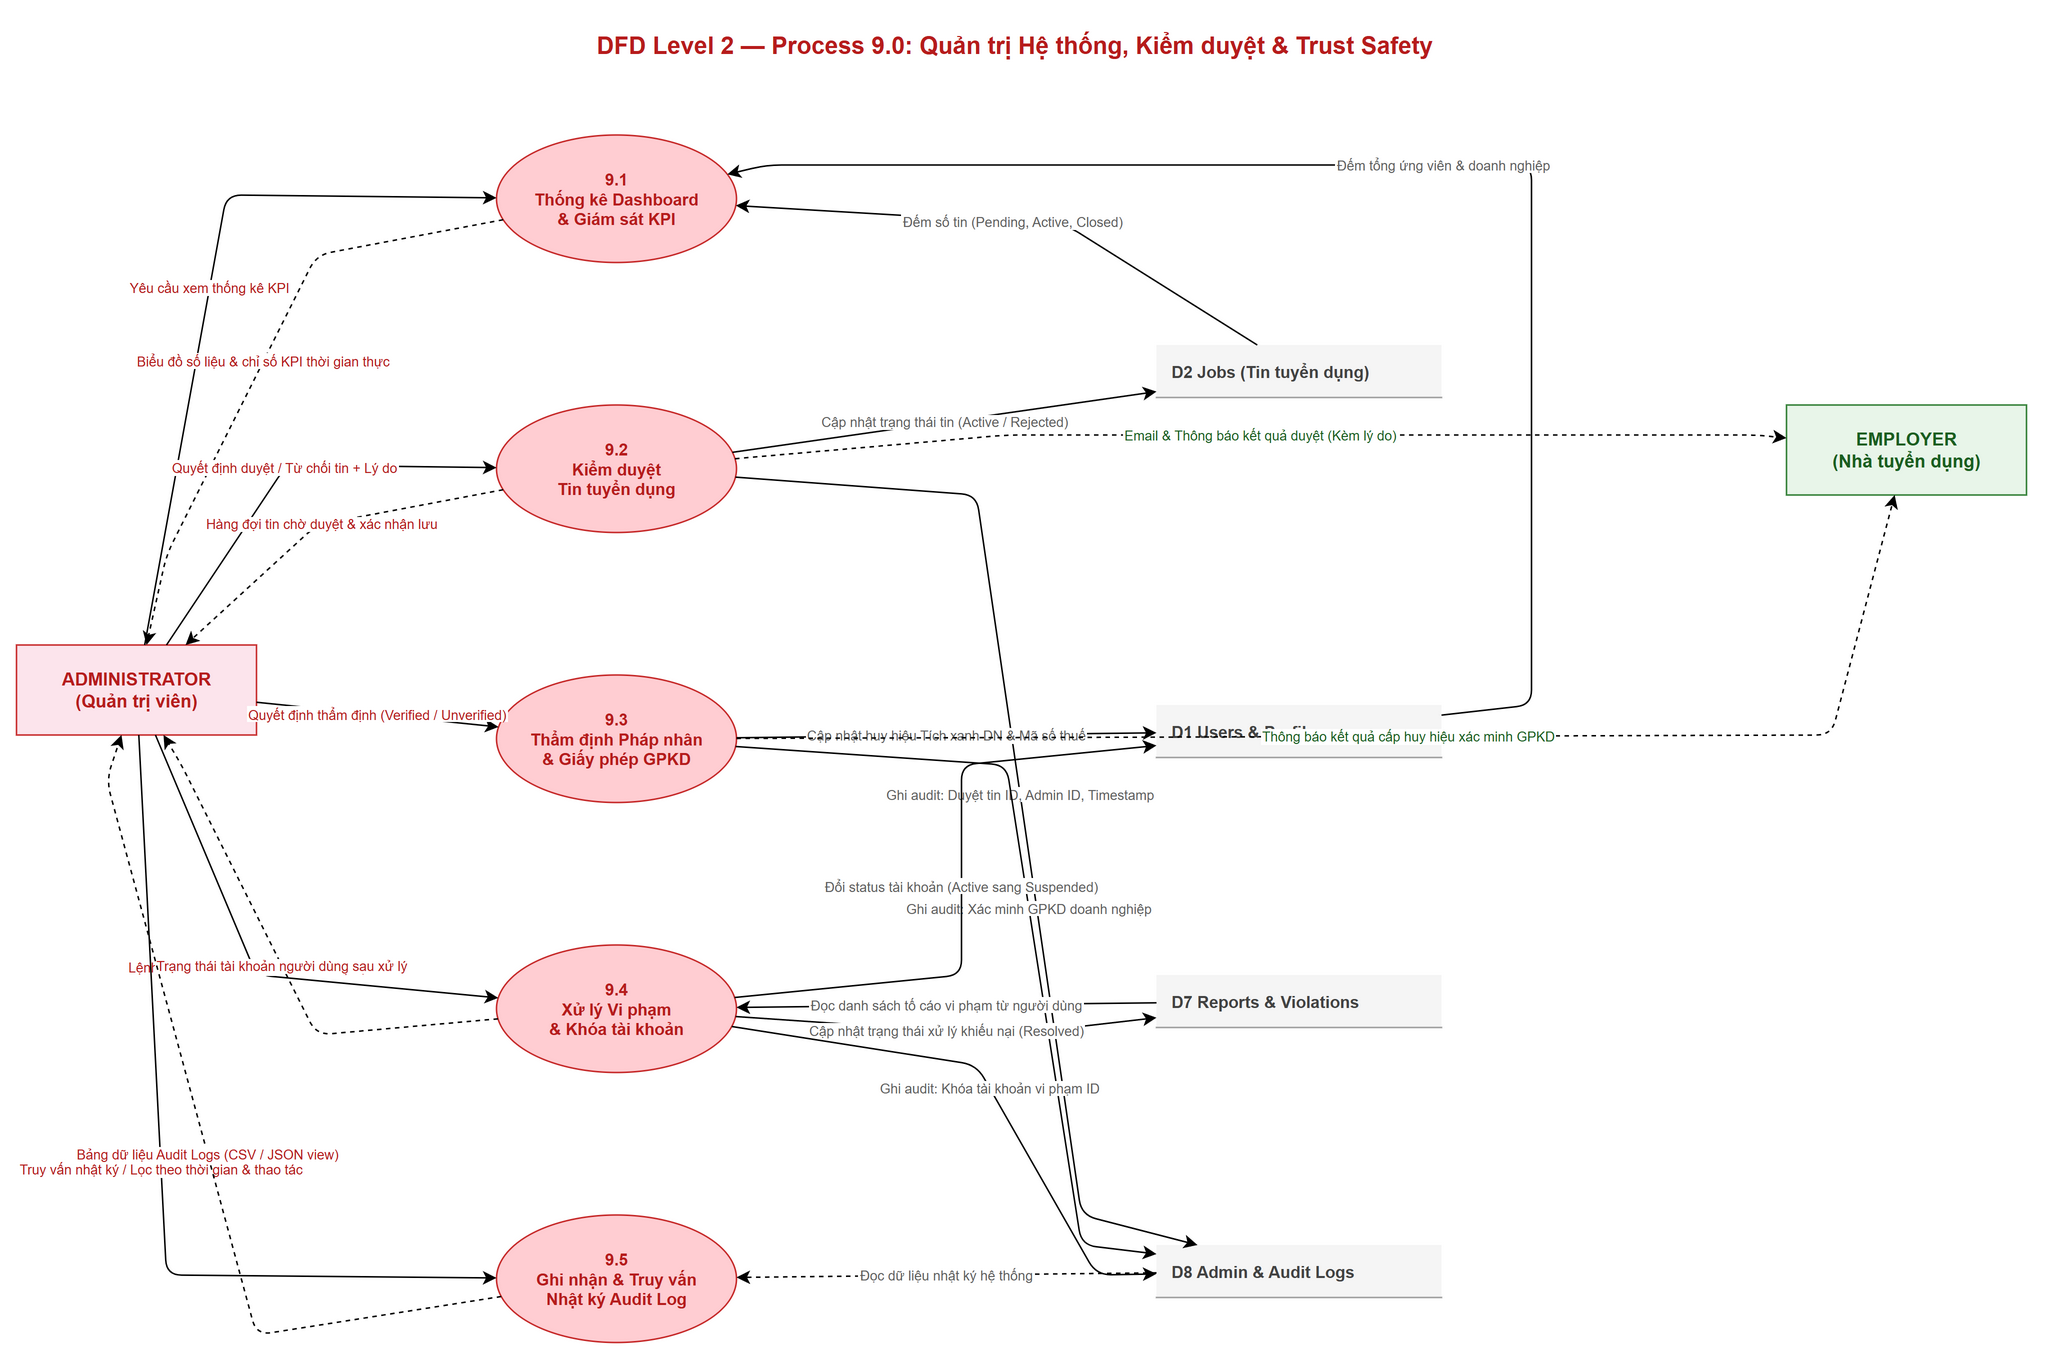 DFD Level 2 — Process 9.0: Quản trị Hệ thống, Kiểm duyệt & Trust Safety
9.1
Thống kê Dashboard
& Giám sát KPI
Đếm tổng ứng viên & doanh nghiệp
Đếm số tin (Pending, Active, Closed)
Yêu cầu xem thống kê KPI
Biểu đồ số liệu & chỉ số KPI thời gian thực
D2 Jobs (Tin tuyển dụng)
9.2
Kiểm duyệt
Tin tuyển dụng
Cập nhật trạng thái tin (Active / Rejected)
Email & Thông báo kết quả duyệt (Kèm lý do)
EMPLOYER
(Nhà tuyển dụng)
Quyết định duyệt / Từ chối tin + Lý do
Hàng đợi tin chờ duyệt & xác nhận lưu
ADMINISTRATOR
(Quản trị viên)
Quyết định thẩm định (Verified / Unverified)
9.3
Thẩm định Pháp nhân
& Giấy phép GPKD
Cập nhật huy hiệu Tích xanh DN & Mã số thuế
D1 Users &
Thông báo kết quả cấp huy hiệu xác minh GPKD
Ghi audit: Duyệt tin ID, Admin ID, Timestamp
Đổi status tài khoản (Active sang Suspended)
Ghi audit: Xác minh GPKD doanh nghiệp
Trạng thái tài khoản người dùng sau xử lý
9.4
Xử lý Vi phạm
& Khóa tài khoản
Đọc danh sách tố cáo vi phạm từ người dùng
Cập nhật trạng thái xử lý khiếu nại (Resolved)
D7 Reports & Violations
Ghi audit: Khóa tài khoản vi phạm ID
Bảng dữ liệu Audit Logs (CSV / JSON view)
Truy vấn nhật ký / Lọc theo thời gian & thao tác
9.5
Ghi nhận & Truy vấn
Nhật ký Audit Log
Đọc dữ liệu nhật ký hệ thống
D8 Admin & Audit Logs